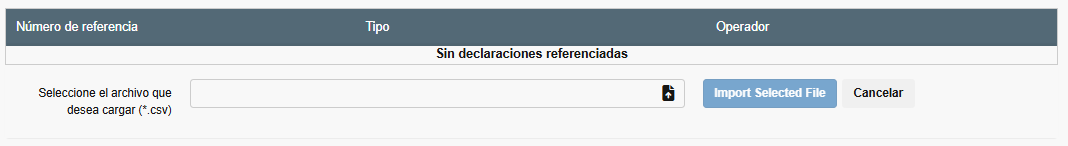 Número de referencia Tipo Operador
Sin declaraciones referenciadas
Seleccione el archivo que
desea cargar (*.csv)
Import Selected File Cancelar